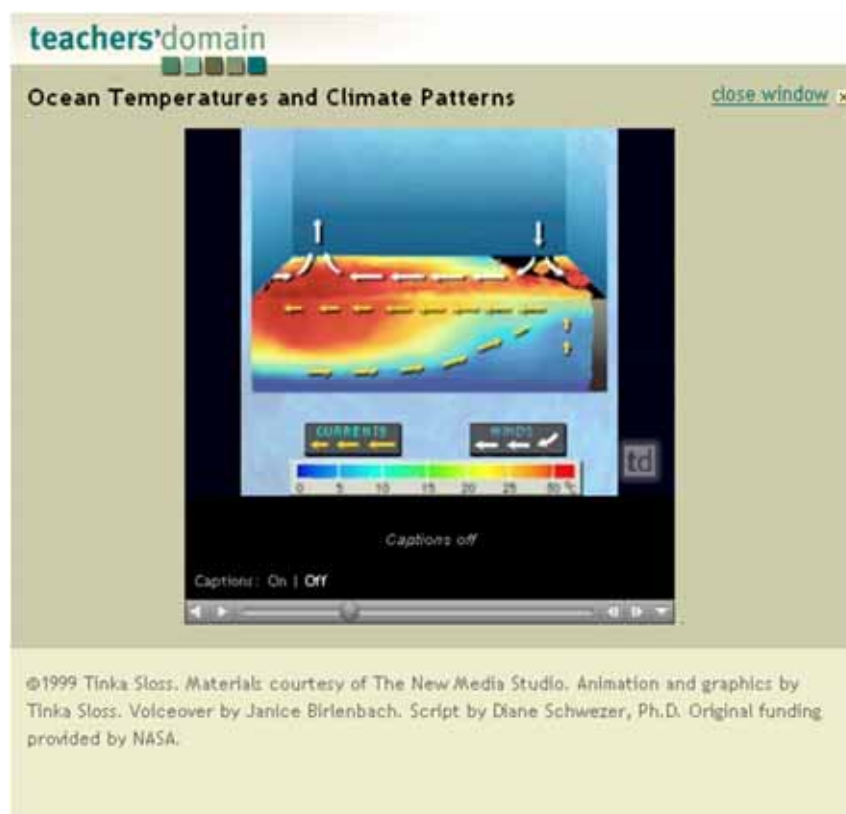 teachers'domain
Ocean Temperatures and Climate Patterns
close window
CURRENTS
WINDS
0 5 10 15 20 25 30 °C
td
Captions off
Captions: On | Off
©1999 Tinka Sloss. Materials courtesy of The New Media Studio. Animation and graphics by
Tinka Sloss. Voiceover by Janice Birlenbach. Script by Diane Schwezer, Ph.D. Original funding
provided by NASA.